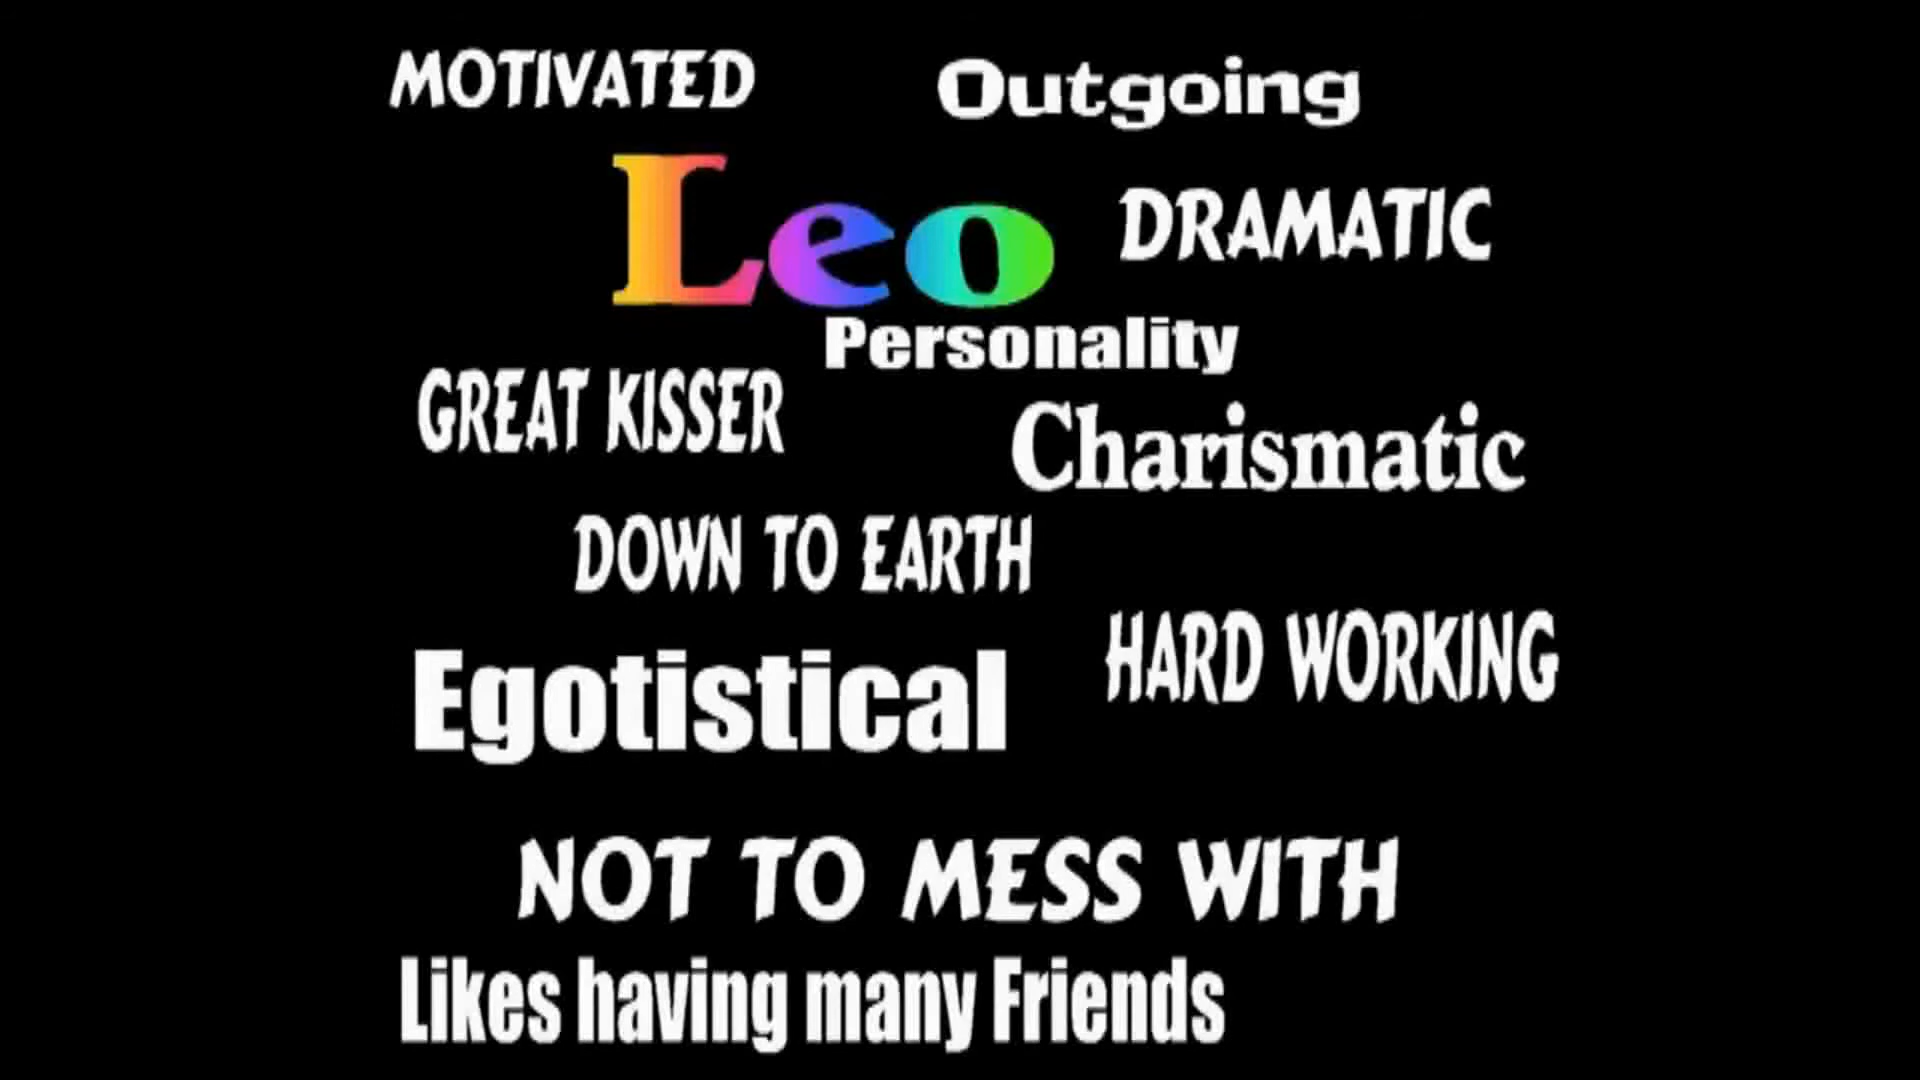 MOTIVATED
Outgoing
Leo
DRAMATIC
Personality
GREAT KISSER
Charismatic
DOWN TO EARTH
HARD WORKING
Egotistical
NOT TO MESS WITH
Likes having many Friends